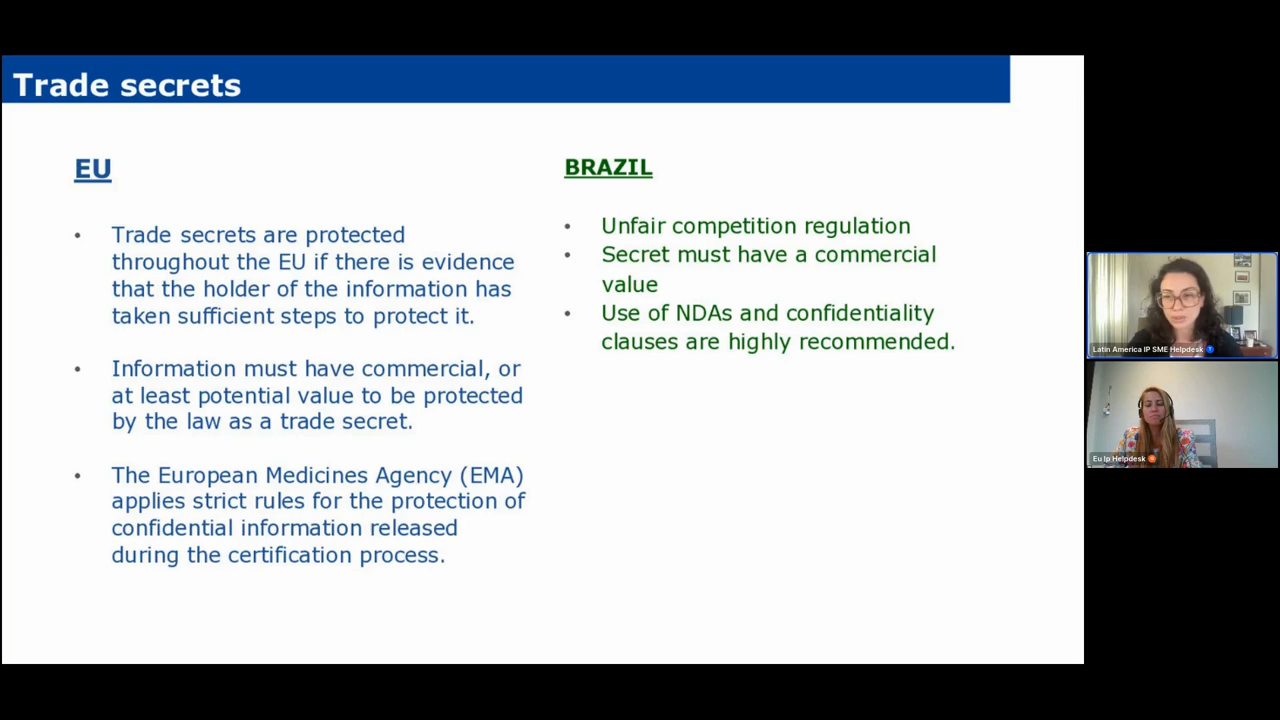 Trade secrets
EU
• Trade secrets are protected
throughout the EU if there is evidence
that the holder of the information has
taken sufficient steps to protect it.
• Information must have commercial, or
at least potential value to be protected
by the law as a trade secret.
• The European Medicines Agency (EMA)
applies strict rules for the protection of
confidential information released
during the certification process.
BRAZIL
• Unfair competition regulation
• Secret must have a commercial
value
• Use of NDAs and confidentiality
clauses are highly recommended.
Latin America IP SME Helpdesk
Eu Ip Helpdesk